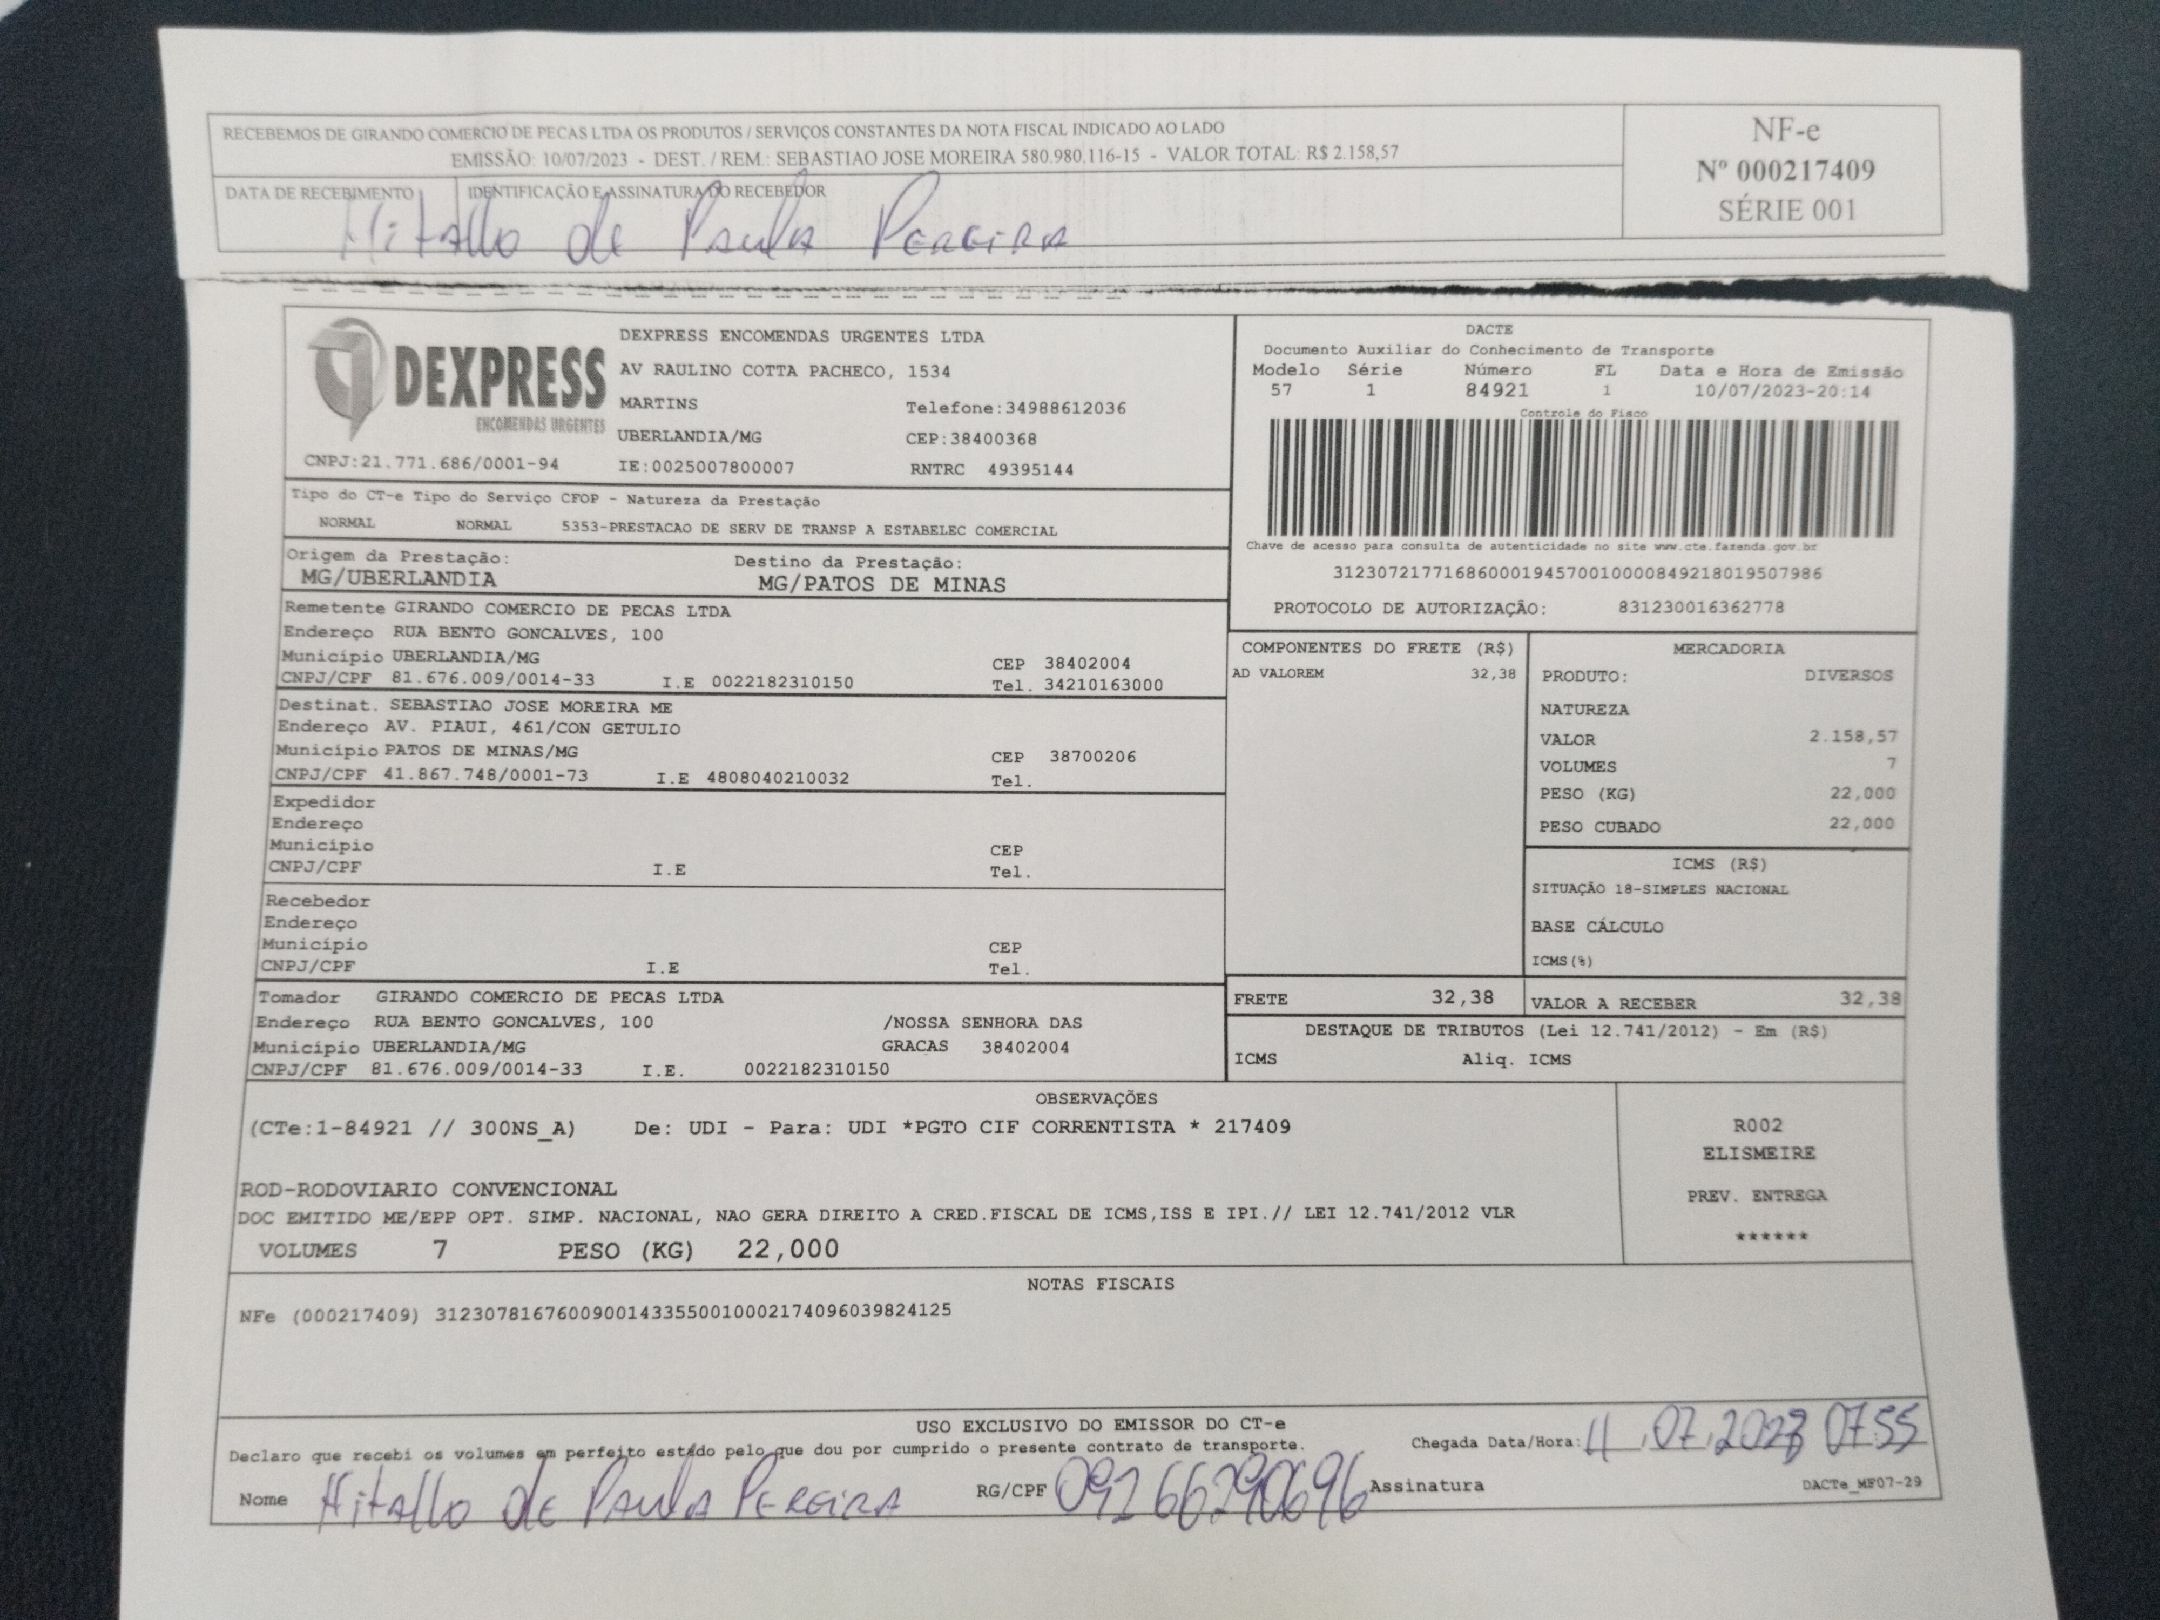 RECEBEMOS DE GIRANDO COMERCIO DE PECAS LTDA OS PRODUTOS / SERVIÇOS CONSTANTES DA NOTA FISCAL INDICADO AO LADO
EMISSÃO: 10/07/2023 - DEST. / REM.: SEBASTIAO JOSE MOREIRA 580.980.116-15 - VALOR TOTAL: R$ 2.158,57
DATA DE RECEBIMENTO IDENTIFICAÇÃO E ASSINATURA DO RECEBEDOR
Hitallo de Paula Pereira
NF-e
Nº 000217409
SÉRIE 001
DEXPRESS
ENCOMENDAS URGENTES
CNPJ:21.771.686/0001-94
DEXPRESS ENCOMENDAS URGENTES LTDA
AV RAULINO COTTA PACHECO, 1534
MARTINS Telefone:34988612036
UBERLANDIA/MG CEP:38400368
IE:0025007800007 RNTRC 49395144
DACTE
Documento Auxiliar do Conhecimento de Transporte
Modelo Série Número FL Data e Hora de Emissão
57 1 84921 1 10/07/2023-20:14
Controle do Fisco
Chave de acesso para consulta de autenticidade no site www.cte.fazenda.gov.br
31230721771686000194570010000849218019507986
PROTOCOLO DE AUTORIZAÇÃO: 831230016362778
Tipo do CT-e Tipo do Serviço CFOP - Natureza da Prestação
NORMAL NORMAL 5353-PRESTACAO DE SERV DE TRANSP A ESTABELEC COMERCIAL
Origem da Prestação: Destino da Prestação:
MG/UBERLANDIA MG/PATOS DE MINAS
Remetente GIRANDO COMERCIO DE PECAS LTDA
Endereço RUA BENTO GONCALVES, 100
Município UBERLANDIA/MG CEP 38402004
CNPJ/CPF 81.676.009/0014-33 I.E 0022182310150 Tel. 34210163000
Destinat. SEBASTIAO JOSE MOREIRA ME
Endereço AV. PIAUI, 461/CON GETULIO
Município PATOS DE MINAS/MG CEP 38700206
CNPJ/CPF 41.867.748/0001-73 I.E 4808040210032 Tel.
Expedidor
Endereço
Município CEP
CNPJ/CPF I.E Tel.
Recebedor
Endereço
Município CEP
CNPJ/CPF I.E Tel.
Tomador GIRANDO COMERCIO DE PECAS LTDA
Endereço RUA BENTO GONCALVES, 100 /NOSSA SENHORA DAS
Município UBERLANDIA/MG GRACAS 38402004
CNPJ/CPF 81.676.009/0014-33 I.E. 0022182310150
COMPONENTES DO FRETE (R$)
AD VALOREM 32,38
MERCADORIA
PRODUTO: DIVERSOS
NATUREZA
VALOR 2.158,57
VOLUMES 7
PESO (KG) 22,000
PESO CUBADO 22,000
ICMS (R$)
SITUAÇÃO 18-SIMPLES NACIONAL
BASE CÁLCULO
ICMS(%)
FRETE 32,38 VALOR A RECEBER 32,38
DESTAQUE DE TRIBUTOS (Lei 12.741/2012) - Em (R$)
ICMS Aliq. ICMS
OBSERVAÇÕES
(CTe:1-84921 // 300NS_A) De: UDI - Para: UDI *PGTO CIF CORRENTISTA * 217409
ROD-RODOVIARIO CONVENCIONAL
DOC EMITIDO ME/EPP OPT. SIMP. NACIONAL, NAO GERA DIREITO A CRED.FISCAL DE ICMS,ISS E IPI.// LEI 12.741/2012 VLR
VOLUMES 7 PESO (KG) 22,000
R002
ELISMEIRE
PREV. ENTREGA
******
NOTAS FISCAIS
NFe (000217409) 31230781676009001433550010002174096039824125
USO EXCLUSIVO DO EMISSOR DO CT-e
Declaro que recebi os volumes em perfeito estado pelo que dou por cumprido o presente contrato de transporte.
Chegada Data/Hora: 11.07.2023 07:55
Nome Hitallo de Paula Pereira RG/CPF 09266290696 Assinatura DACTe_MF07-29